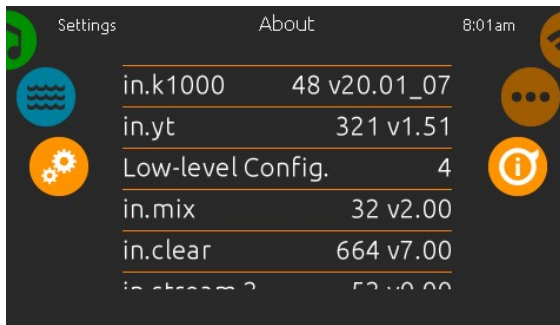 Settings
About
8:01am
in.k1000 48 v20.01_07
in.yt 321 v1.51
Low-level Config. 4
in.mix 32 v2.00
in.clear 664 v7.00